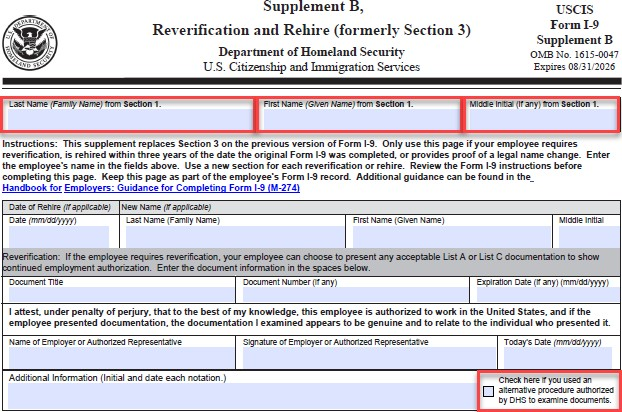 Supplement B,
Reverification and Rehire (formerly Section 3)
Department of Homeland Security
U.S. Citizenship and Immigration Services
USCIS
Form I-9
Supplement B
OMB No. 1615-0047
Expires 08/31/2026
Last Name (Family Name) from Section 1.
First Name (Given Name) from Section 1.
Middle Initial (if any) from Section 1.
Instructions: This supplement replaces Section 3 on the previous version of Form I-9. Only use this page if your employee requires
reverification, is rehired within three years of the date the original Form I-9 was completed, or provides proof of a legal name change. Enter
the employee's name in the fields above. Use a new section for each reverification or rehire. Review the Form I-9 instructions before
completing this page. Keep this page as part of the employee's Form I-9 record. Additional guidance can be found in the
Handbook for Employers: Guidance for Completing Form I-9 (M-274)
Date of Rehire (if applicable)
New Name (if applicable)
Date (mm/dd/yyyy)
Last Name (Family Name)
First Name (Given Name)
Middle Initial
Reverification: If the employee requires reverification, your employee can choose to present any acceptable List A or List C documentation to show
continued employment authorization. Enter the document information in the spaces below.
Document Title
Document Number (if any)
Expiration Date (if any) (mm/dd/yyyy)
I attest, under penalty of perjury, that to the best of my knowledge, this employee is authorized to work in the United States, and if the
employee presented documentation, the documentation I examined appears to be genuine and to relate to the individual who presented it.
Name of Employer or Authorized Representative
Signature of Employer or Authorized Representative
Today's Date (mm/dd/yyyy)
Additional Information (Initial and date each notation.)
Check here if you used an
alternative procedure authorized
by DHS to examine documents.